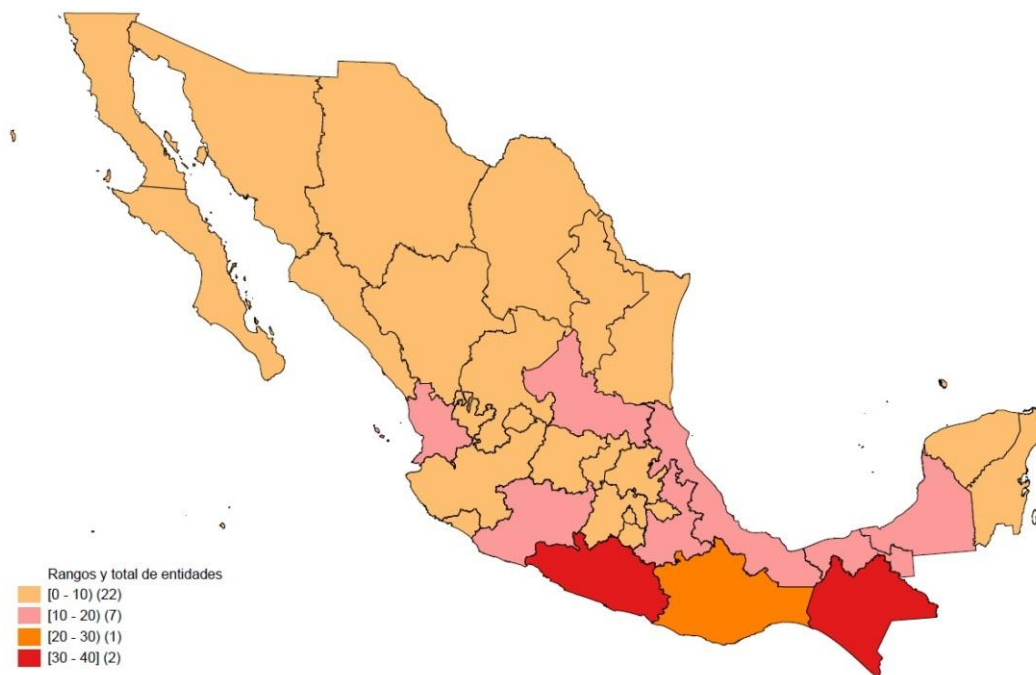 Rangos y total de entidades
[0 - 10) (22)
[10 - 20) (7)
[20 - 30) (1)
[30 - 40] (2)